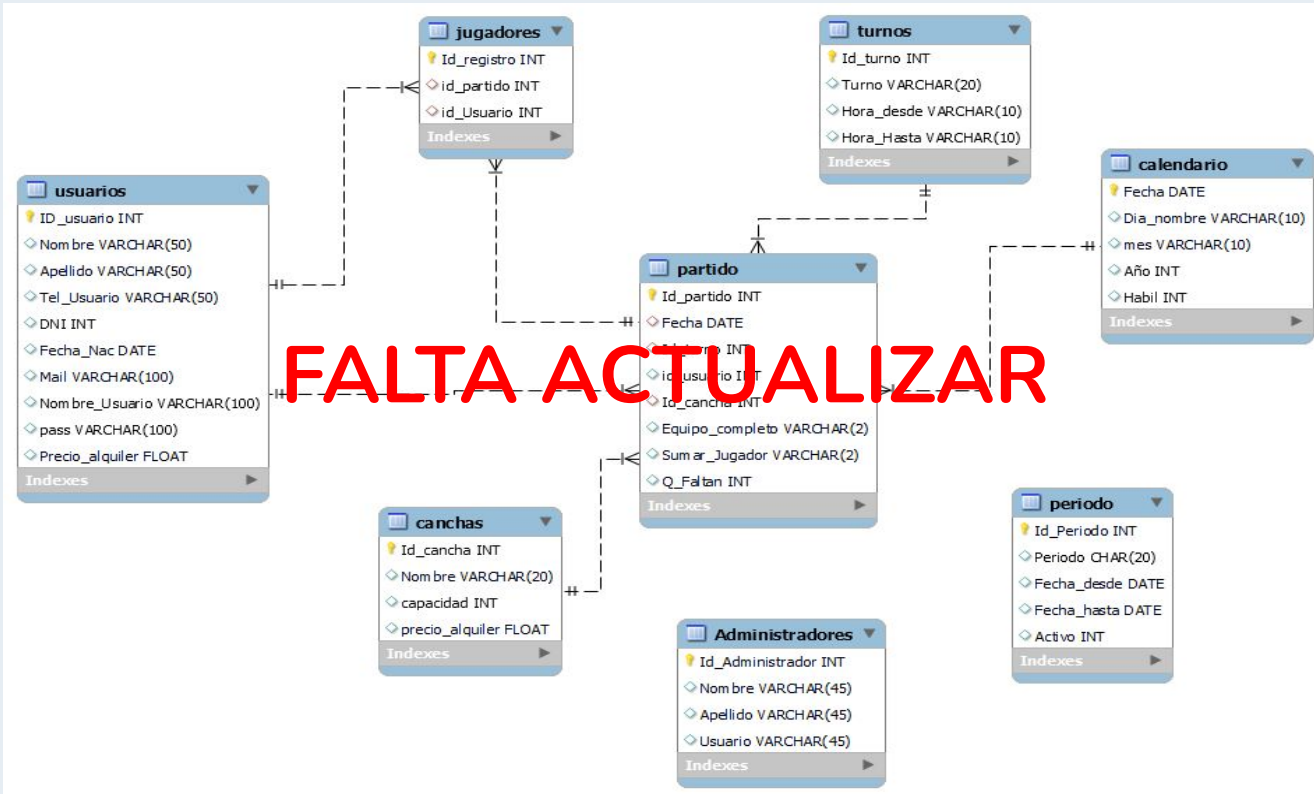 jugadores
Id_registro INT
id_partido INT
id_Usuario INT
Indexes
turnos
Id_turno INT
Turno VARCHAR(20)
Hora_desde VARCHAR(10)
Hora_Hasta VARCHAR(10)
Indexes
calendario
Fecha DATE
Dia_nombre VARCHAR(10)
mes VARCHAR(10)
Año INT
Habil INT
Indexes
usuarios
ID_usuario INT
Nombre VARCHAR(50)
Apellido VARCHAR(50)
Tel_Usuario VARCHAR(50)
DNI INT
Fecha_Nac DATE
Mail VARCHAR(100)
Nombre_Usuario VARCHAR(100)
pass VARCHAR(100)
Precio_alquiler FLOAT
Indexes
partido
Id_partido INT
Fecha DATE
Id_turno INT
id_usuario INT
Id_cancha INT
Equipo_completo VARCHAR(2)
Sumar_Jugador VARCHAR(2)
Q_Faltan INT
Indexes
FALTA ACTUALIZAR
canchas
Id_cancha INT
Nombre VARCHAR(20)
capacidad INT
precio_alquiler FLOAT
Indexes
periodo
Id_Periodo INT
Periodo CHAR(20)
Fecha_desde DATE
Fecha_hasta DATE
Activo INT
Indexes
Administradores
Id_Administrador INT
Nombre VARCHAR(45)
Apellido VARCHAR(45)
Usuario VARCHAR(45)
Indexes